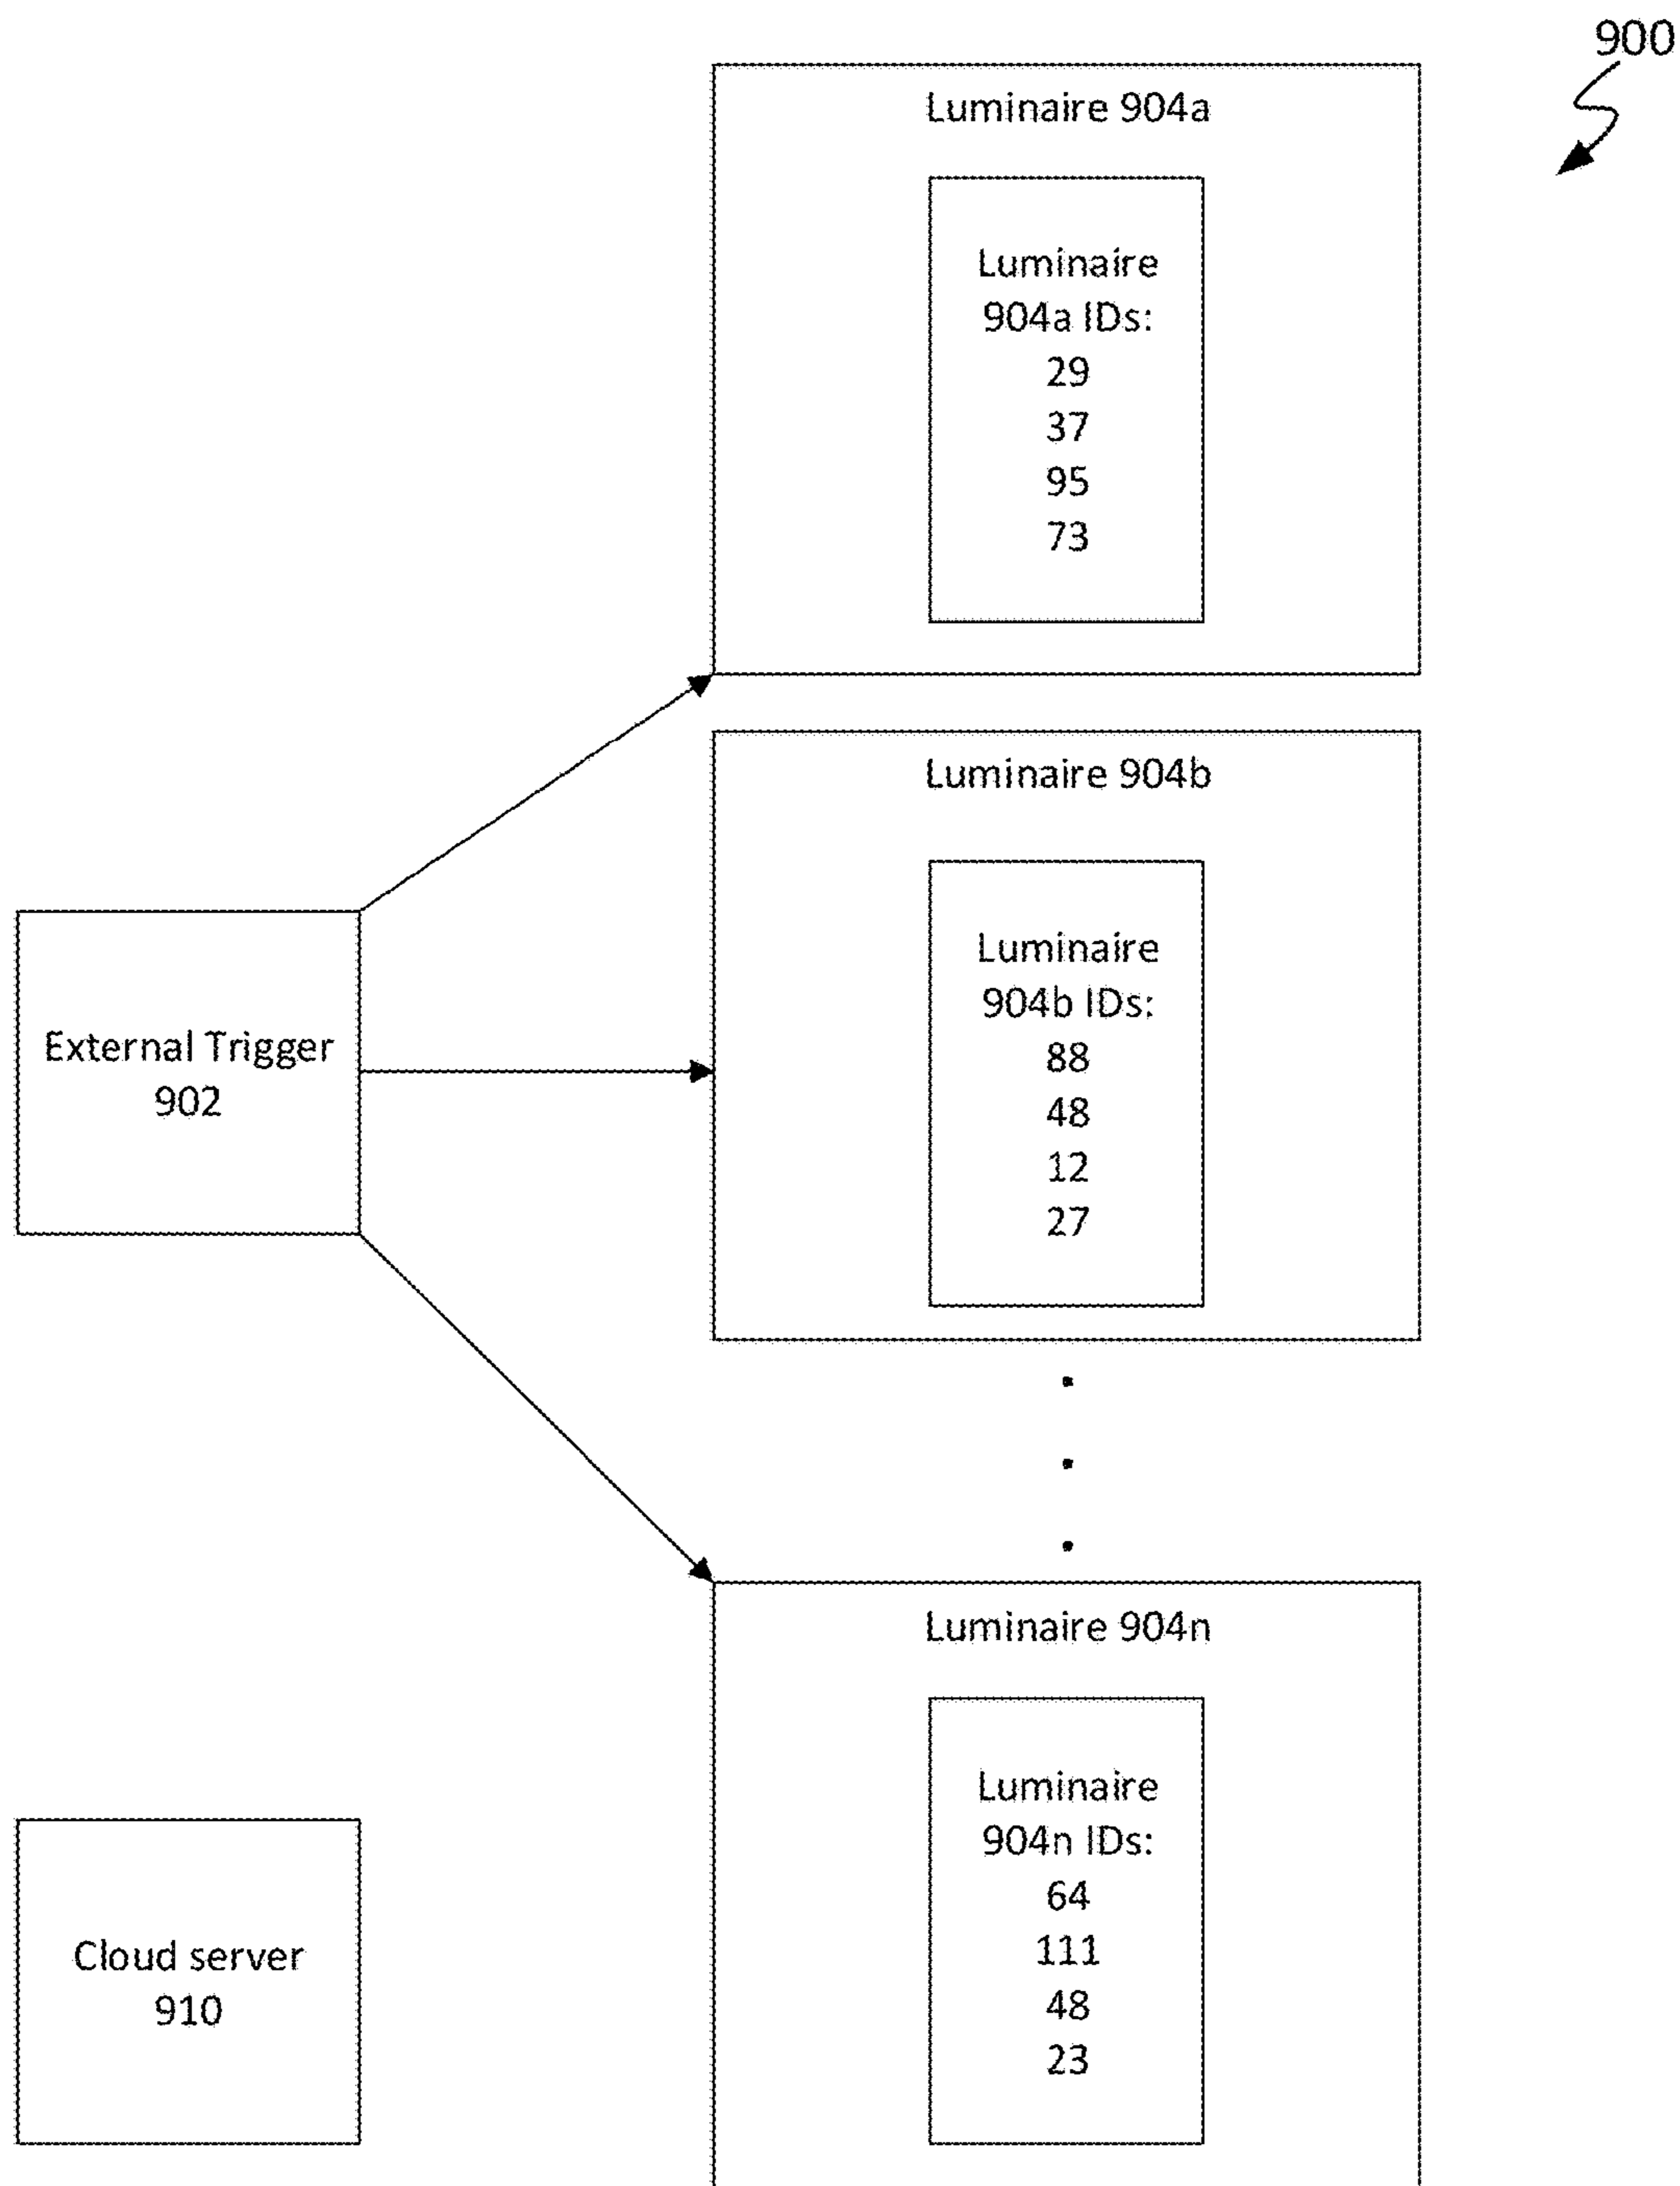 900
Luminaire 904a
Luminaire
904a IDs:
29
37
95
73
Luminaire 904b
Luminaire
904b IDs:
88
48
12
27
External Trigger
902
Luminaire 904n
Luminaire
904n IDs:
64
111
48
23
Cloud server
910